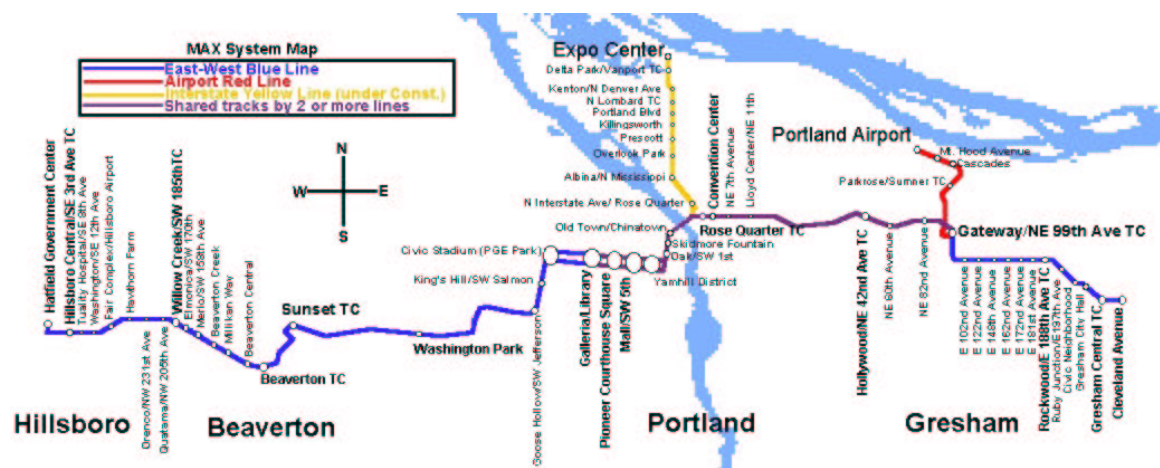 MAX System Map
East-West Blue Line
Airport Red Line
Interstate Yellow Line (under Const.)
Shared tracks by 2 or more lines
N
W
E
S
Expo Center
Delta Park/Vanport TC
Kenton/N Denver Ave
N Lombard TC
Portland Blvd
Killingsworth
Prescott
Overlook Park
Albina/N Mississippi
N Interstate Ave/ Rose Quarter
Portland Airport
Mt. Hood Avenue
Cascades
Parkrose/Sumner TC
Gateway/NE 99th Ave TC
Hatfield Government Center
Hillsboro Central/SE 3rd Ave TC
Tuality Hospital/SE 8th Ave
Washington/SE 12th Ave
Fair Complex/Hillsboro Airport
Hawthorn Farm
Orenco/NW 231st Ave
Quatama/NW 205th Ave
Willow Creek/SW 185thTC
Elmonica/SW 170th
Merlo/SW 158th Ave
Beaverton Creek
Millikan Way
Beaverton Central
Beaverton TC
Sunset TC
Washington Park
Goose Hollow/SW Jefferson
King's Hill/SW Salmon
Civic Stadium (PGE Park)
Galleria/Library
Pioneer Courthouse Square
Mall/SW 5th
Yamhill District
Oak/SW 1st
Skidmore Fountain
Old Town/Chinatown
Rose Quarter TC
Convention Center
NE 7th Avenue
Lloyd Center/NE 11th
Hollywood/NE 42nd Ave TC
NE 60th Avenue
NE 82nd Avenue
E 102nd Avenue
E 122nd Avenue
E 148th Avenue
E 162nd Avenue
E 172nd Avenue
E 181st Avenue
Rockwood/E 188th Ave TC
Ruby Junction/E 197th Ave
Civic Neighborhood
Gresham City Hall
Gresham Central TC
Cleveland Avenue
Hillsboro
Beaverton
Portland
Gresham